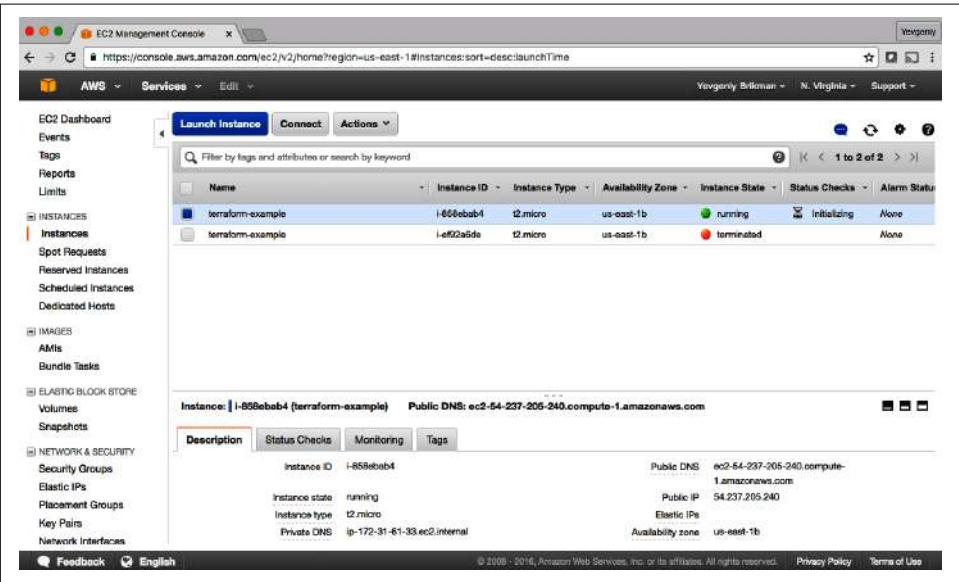 EC2 Management Console
Yevgeniy
https://console.aws.amazon.com/ec2/v2/home?region=us-east-1#Instances:sort=desc:launchTime
AWS Services Edit Yevgeniy Brikman N. Virginia Support
EC2 Dashboard
Events
Tags
Reports
Limits
INSTANCES
Instances
Spot Requests
Reserved Instances
Scheduled Instances
Dedicated Hosts
IMAGES
AMIs
Bundle Tasks
ELASTIC BLOCK STORE
Volumes
Snapshots
NETWORK & SECURITY
Security Groups
Elastic IPs
Placement Groups
Key Pairs
Network Interfaces
Launch Instance Connect Actions
Filter by tags and attributes or search by keyword
1 to 2 of 2
Name Instance ID Instance Type Availability Zone Instance State Status Checks Alarm Statu
terraform-example i-858ebab4 t2.micro us-east-1b running Initializing None
terraform-example i-ef92a6de t2.micro us-east-1b terminated None
Instance: i-858ebab4 (terraform-example) Public DNS: ec2-54-237-205-240.compute-1.amazonaws.com
Description Status Checks Monitoring Tags
Instance ID i-858ebab4
Instance state running
Instance type t2.micro
Private DNS ip-172-31-61-33.ec2.internal
Public DNS ec2-54-237-205-240.compute-
1.amazonaws.com
Public IP 54.237.205.240
Elastic IPs
Availability zone us-east-1b
Feedback English
© 2008 - 2016, Amazon Web Services, Inc. or its affiliates. All rights reserved. Privacy Policy Terms of Use